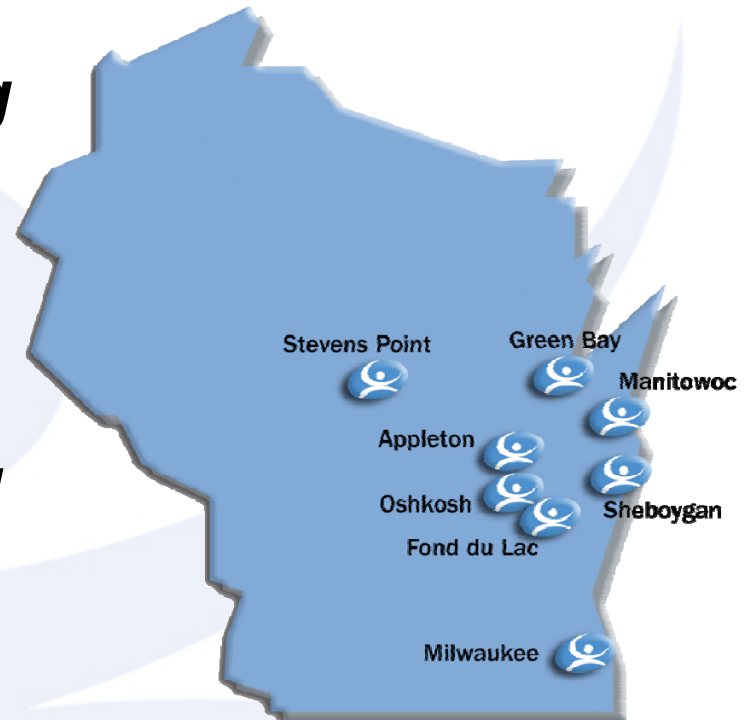 g
Stevens Point
Green Bay
Manitowoc
Appleton
Oshkosh
Sheboygan
Fond du Lac
Milwaukee